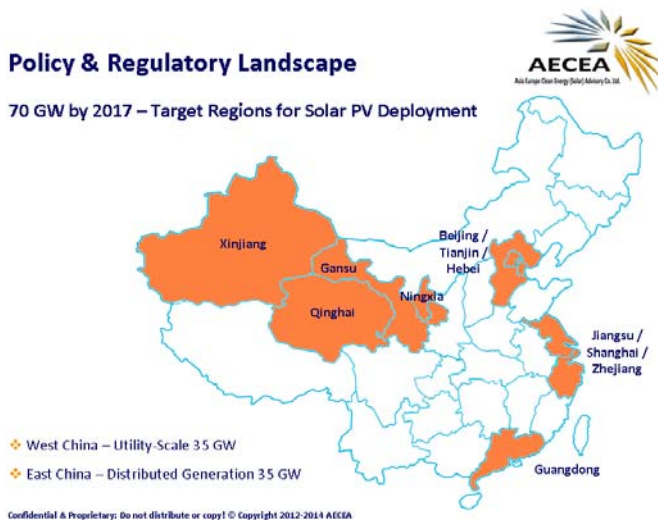 Policy & Regulatory Landscape
AECEA
Asia Europe Clean Energy (Solar) Advisory Co. Ltd.
70 GW by 2017 – Target Regions for Solar PV Deployment
Xinjiang
Gansu
Qinghai
Ningxia
Beijing /
Tianjin /
Hebei
Jiangsu /
Shanghai /
Zhejiang
Guangdong
West China – Utility-Scale 35 GW
East China – Distributed Generation 35 GW
Confidential & Proprietary: Do not distribute or copy! © Copyright 2012-2014 AECEA